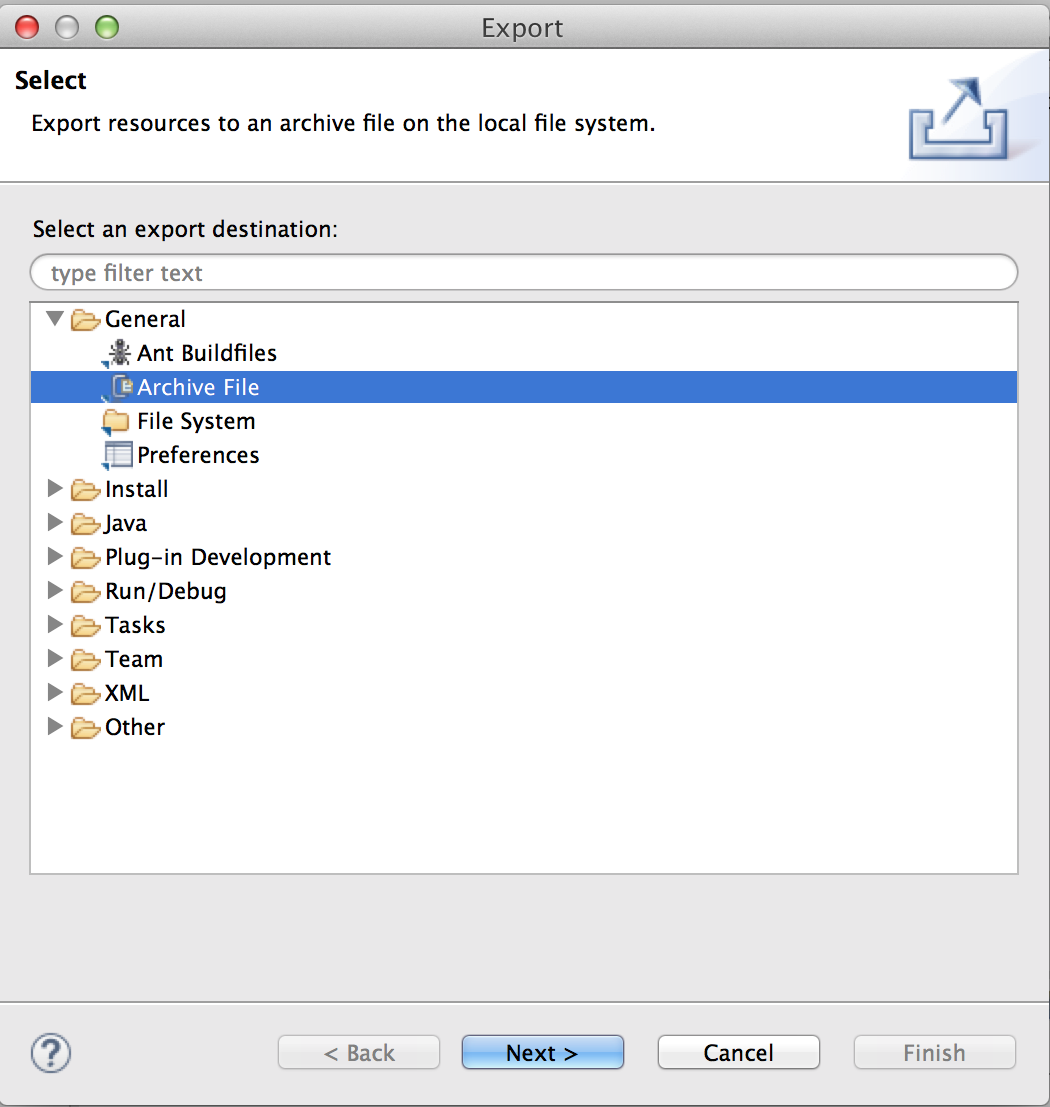 Export
Select
Export resources to an archive file on the local file system.
Select an export destination:
type filter text
General
Ant Buildfiles
Archive File
File System
Preferences
Install
Java
Plug-in Development
Run/Debug
Tasks
Team
XML
Other
?
< Back
Next >
Cancel
Finish